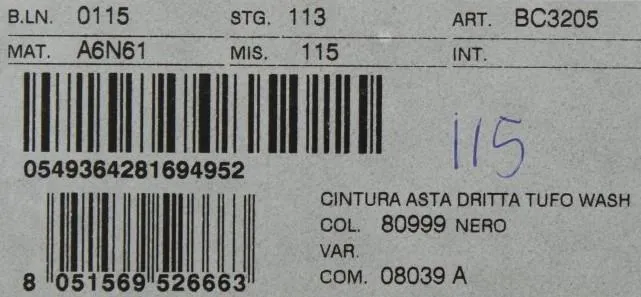 B.LN. 0115 STG. 113 ART. BC3205
MAT. A6N61 MIS. 115 INT.
0549364281694952
115
CINTURA ASTA DRITTA TUFO WASH
COL. 80999 NERO
VAR.
COM. 08039 A
8 051569 526663